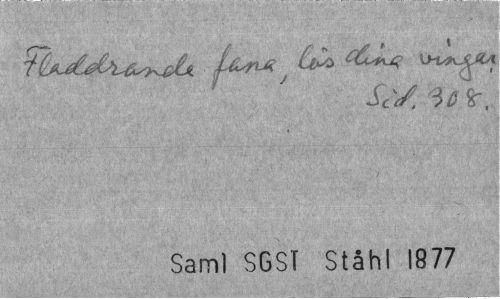 Fladdrande fana, lös dina vingar.
Sid. 308.
Saml SGST Ståhl 1877